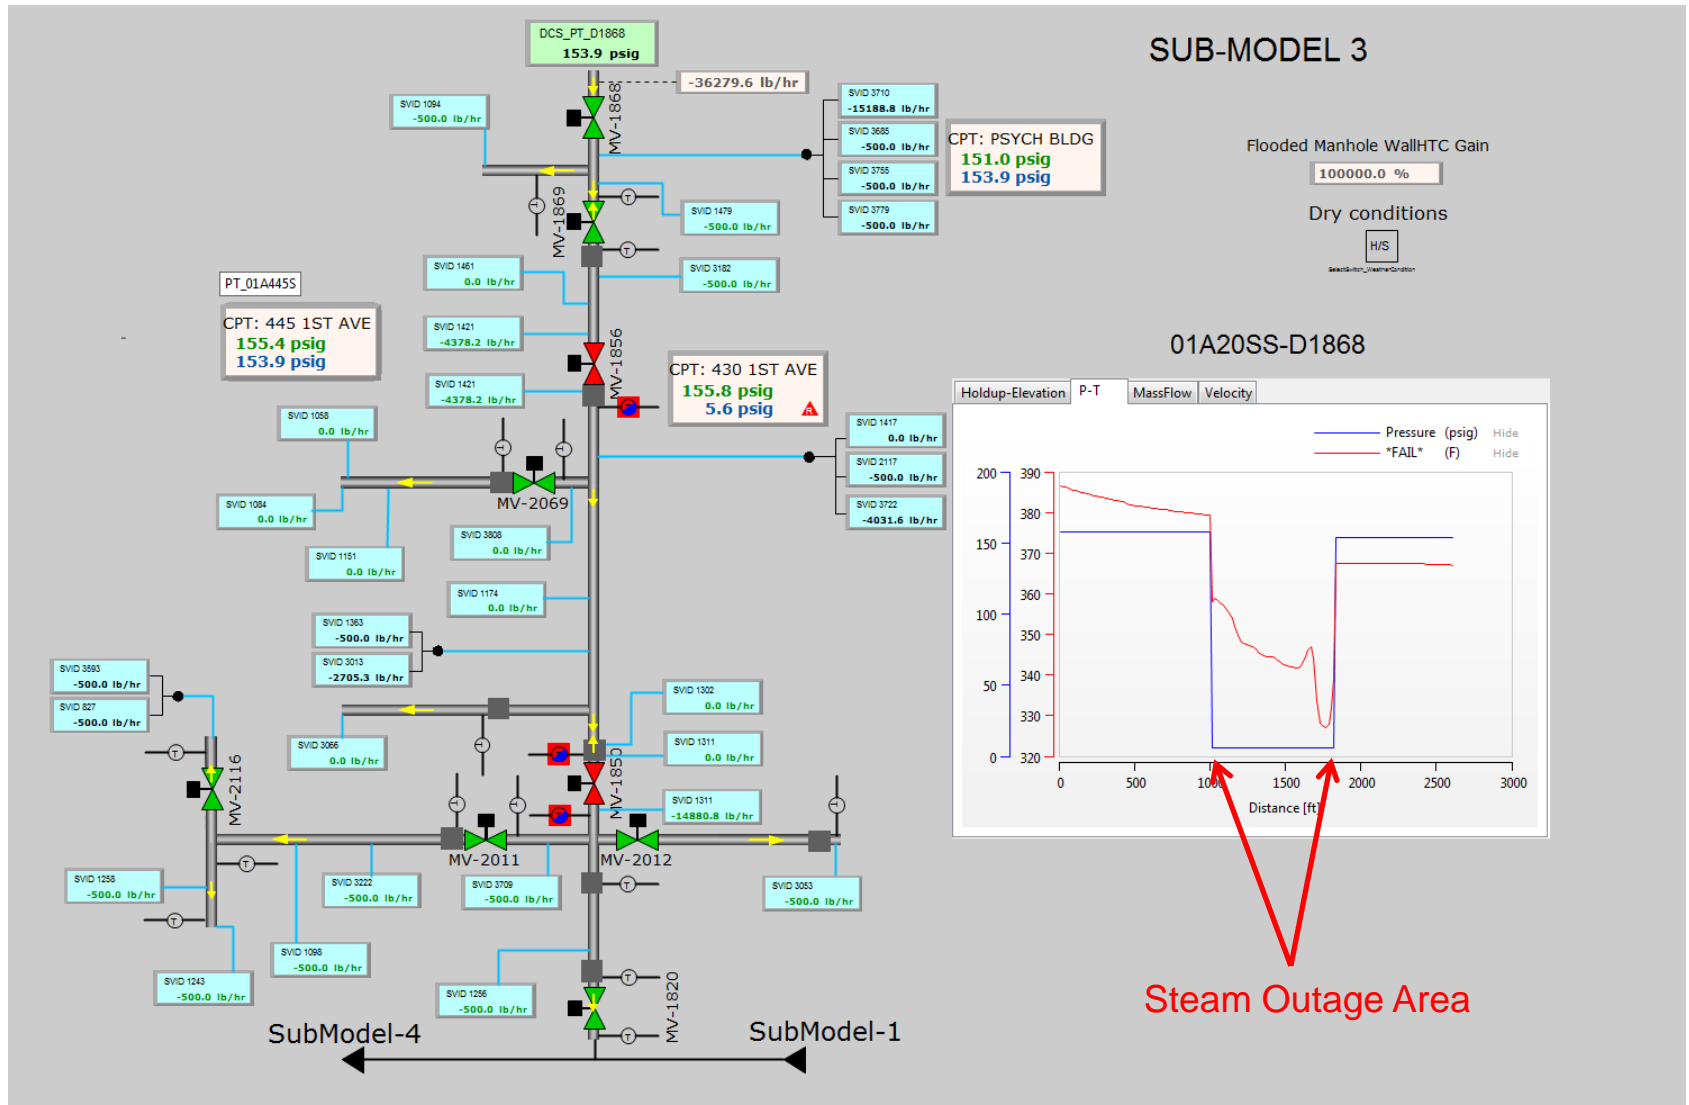 SUB-MODEL 3
DCS_PT_D1868
153.9 psig
-36279.6 lb/hr
MV-1868
SVID 1094
-500.0 lb/hr
SVID 3710
-15188.8 lb/hr
SVID 3685
-500.0 lb/hr
SVID 3755
-500.0 lb/hr
SVID 3779
-500.0 lb/hr
CPT: PSYCH BLDG
151.0 psig
153.9 psig
Flooded Manhole WallHTC Gain
100000.0 %
Dry conditions
H/S
SelectSwitch_WeatherCondition
T
T
MV-1869
SVID 1479
-500.0 lb/hr
T
SVID 1461
0.0 lb/hr
SVID 3182
-500.0 lb/hr
PT_01A445S
CPT: 445 1ST AVE
155.4 psig
153.9 psig
SVID 1421
-4378.2 lb/hr
MV-1856
SVID 1421
-4378.2 lb/hr
CPT: 430 1ST AVE
155.8 psig
5.6 psig
R
T
SVID 1058
0.0 lb/hr
T
T
MV-2069
SVID 1417
0.0 lb/hr
SVID 2117
-500.0 lb/hr
SVID 3722
-4031.6 lb/hr
SVID 1084
0.0 lb/hr
SVID 1151
0.0 lb/hr
SVID 3808
0.0 lb/hr
SVID 1174
0.0 lb/hr
SVID 1363
-500.0 lb/hr
SVID 3013
-2705.3 lb/hr
SVID 3593
-500.0 lb/hr
SVID 827
-500.0 lb/hr
SVID 1302
0.0 lb/hr
SVID 3066
0.0 lb/hr
T
T
SVID 1311
0.0 lb/hr
T
MV-2116
MV-1850
SVID 1311
-14880.8 lb/hr
T
T
T
T
MV-2011
MV-2012
T
SVID 1258
-500.0 lb/hr
SVID 3222
-500.0 lb/hr
SVID 3709
-500.0 lb/hr
T
SVID 3053
-500.0 lb/hr
T
SVID 1098
-500.0 lb/hr
SVID 1243
-500.0 lb/hr
SVID 1256
-500.0 lb/hr
T
MV-1820
T
SubModel-4
SubModel-1
01A20SS-D1868
Holdup-Elevation P-T MassFlow Velocity
Pressure (psig) Hide
*FAIL* (F) Hide
200
150
100
50
0
390
380
370
360
350
340
330
320
0 500 1000 1500 2000 2500 3000
Distance [ft]
Steam Outage Area